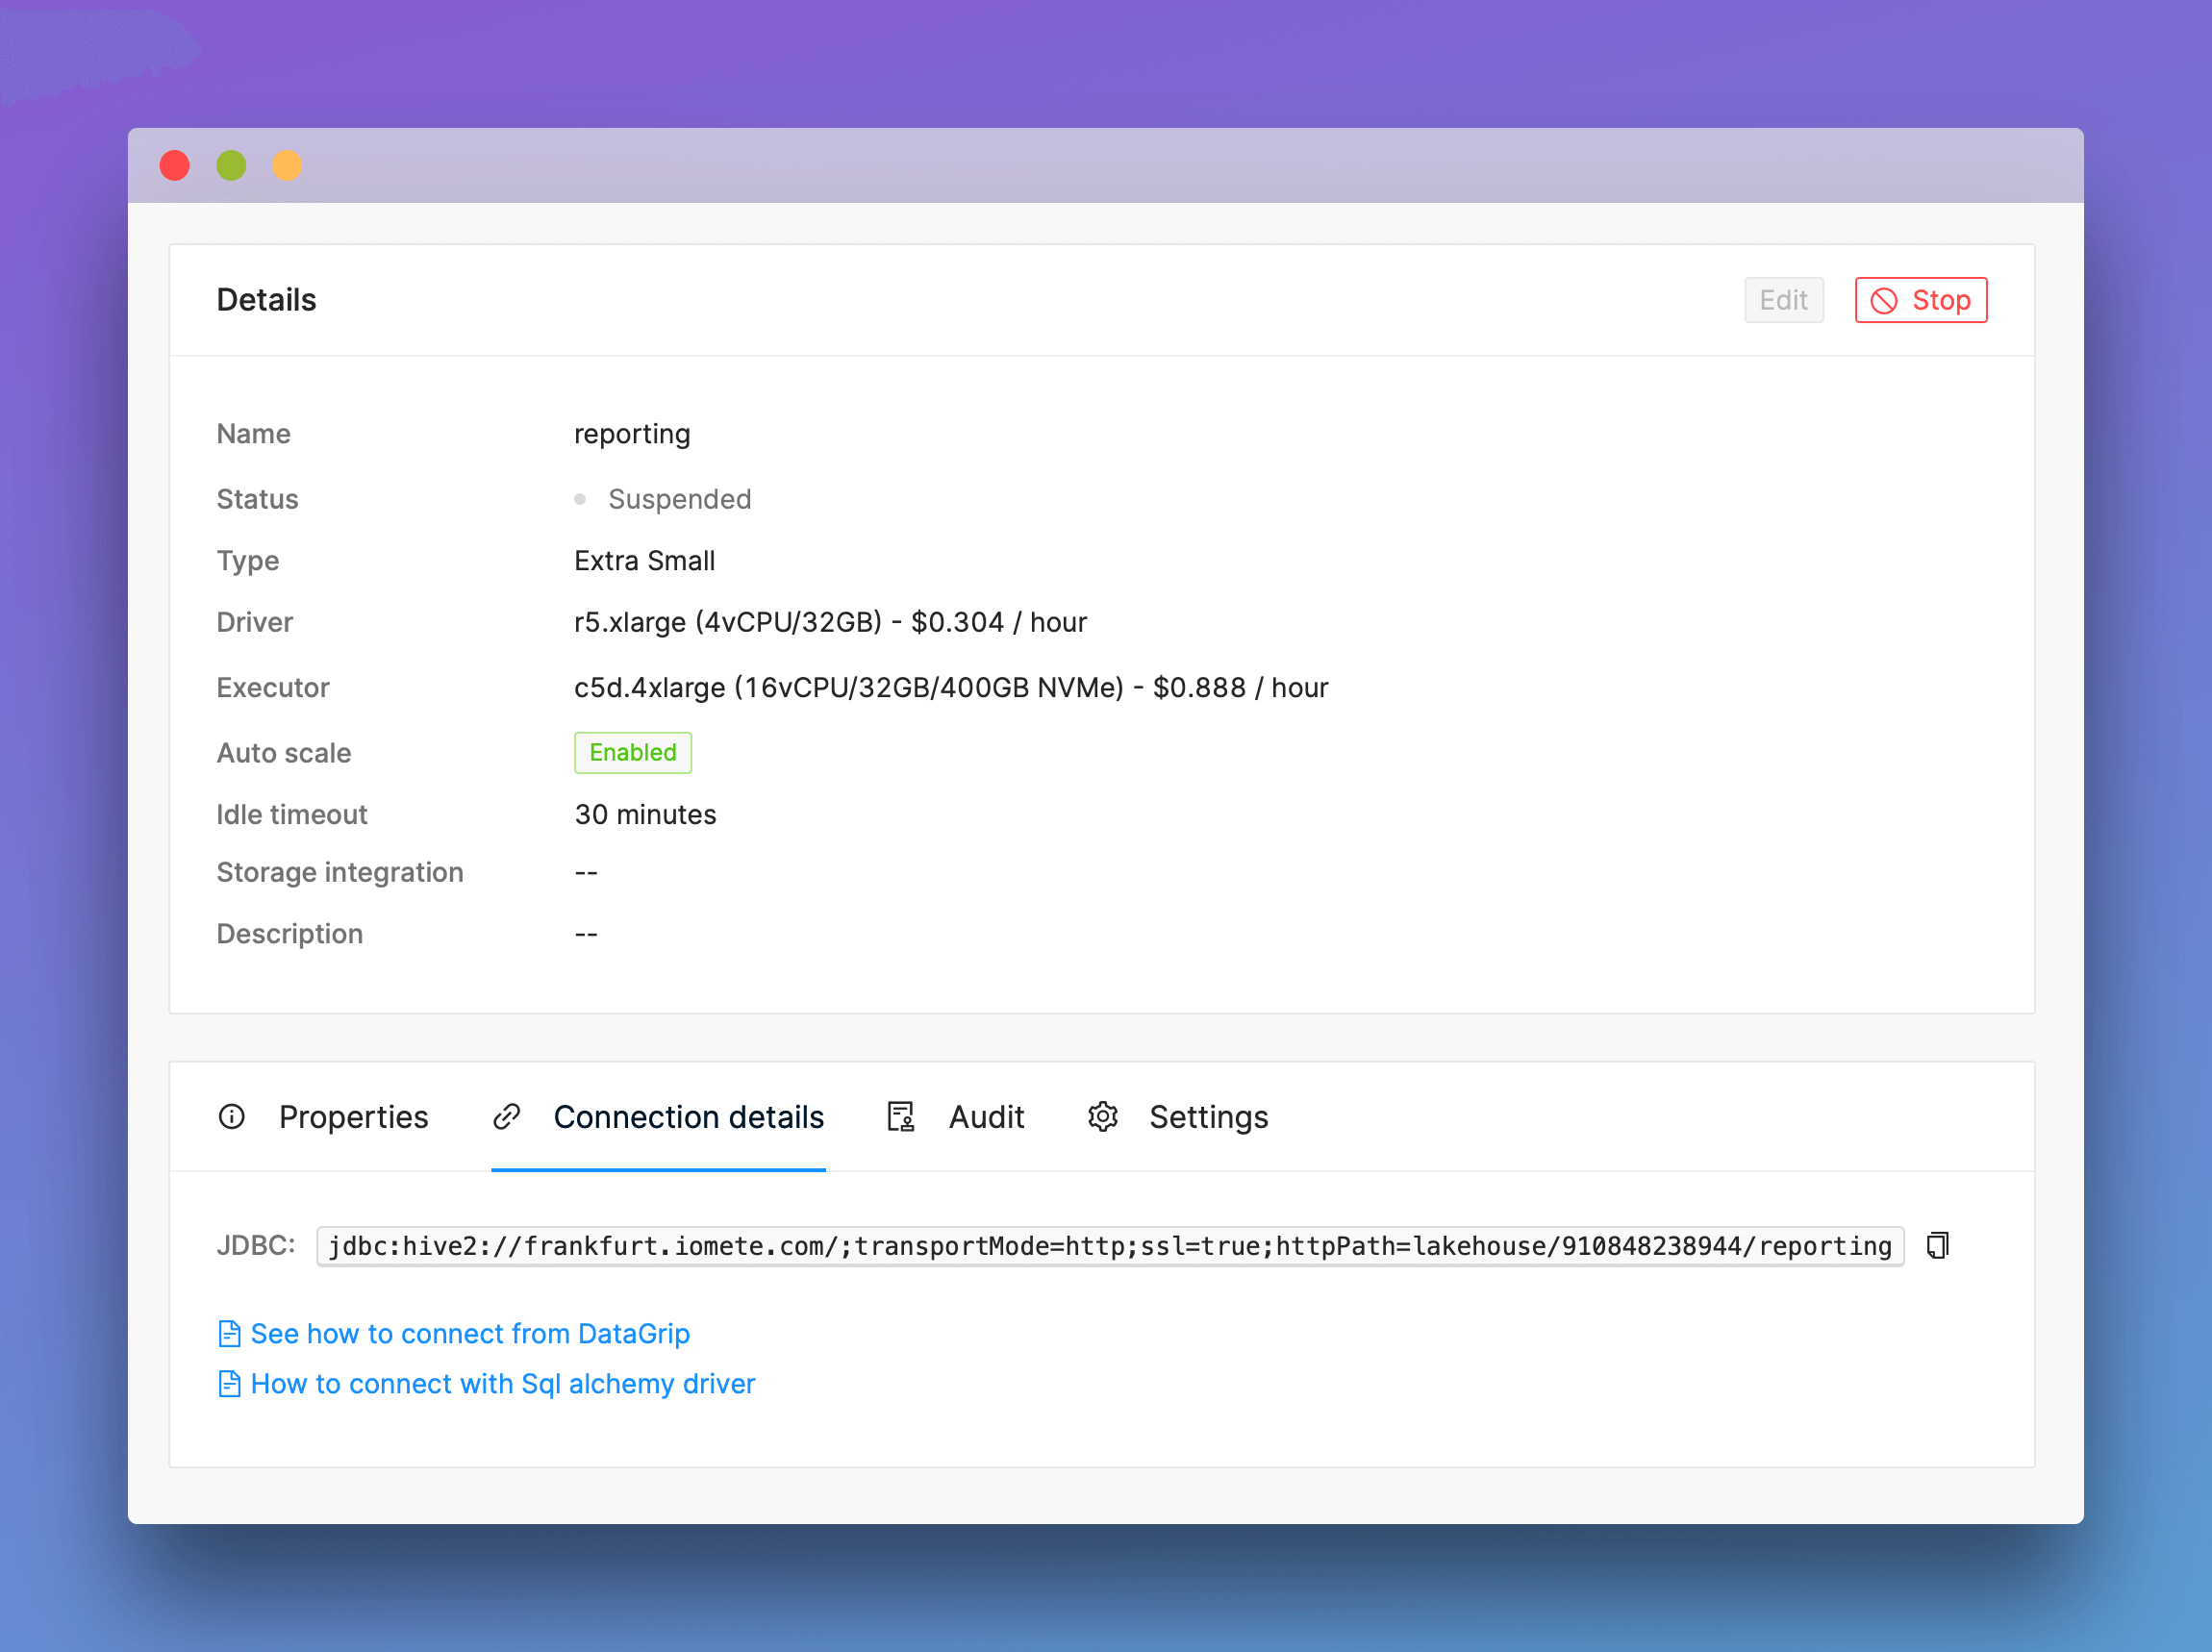 Details
Edit
Stop
Name reporting
Status Suspended
Type Extra Small
Driver r5.xlarge (4vCPU/32GB) - $0.304 / hour
Executor c5d.4xlarge (16vCPU/32GB/400GB NVMe) - $0.888 / hour
Auto scale Enabled
Idle timeout 30 minutes
Storage integration --
Description --
Properties Connection details Audit Settings
JDBC: jdbc:hive2://frankfurt.iomete.com/;transportMode=http;ssl=true;httpPath=lakehouse/910848238944/reporting
See how to connect from DataGrip
How to connect with Sql alchemy driver